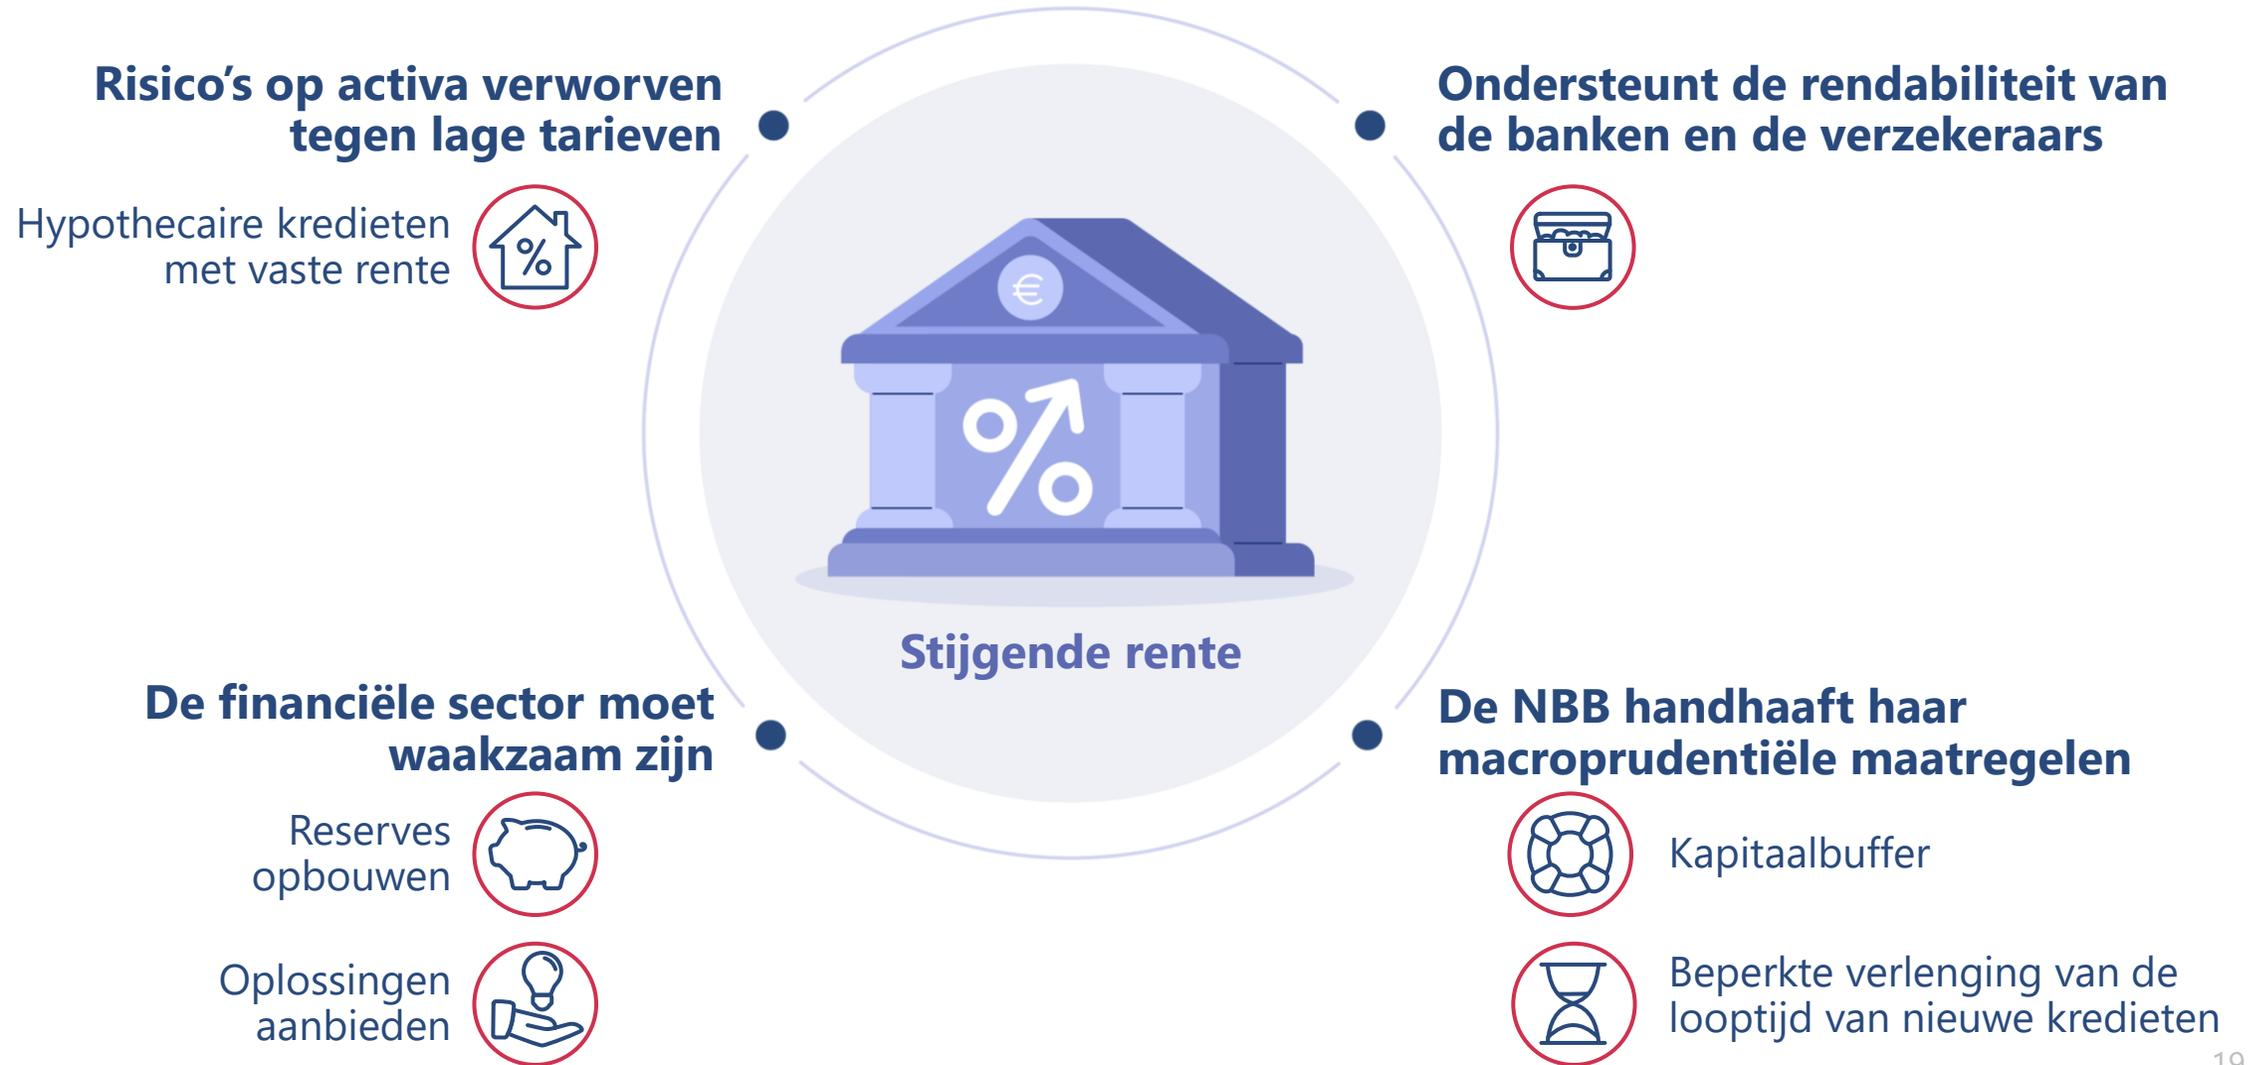 Risico’s op activa verworven
tegen lage tarieven
Hypothecaire kredieten
met vaste rente
%
Ondersteunt de rendabiliteit van
de banken en de verzekeraars
€
%
Stijgende rente
De financiële sector moet
waakzaam zijn
Reserves
opbouwen
Oplossingen
aanbieden
De NBB handhaaft haar
macroprudentiële maatregelen
Kapitaalbuffer
Beperkte verlenging van de
looptijd van nieuwe kredieten
19